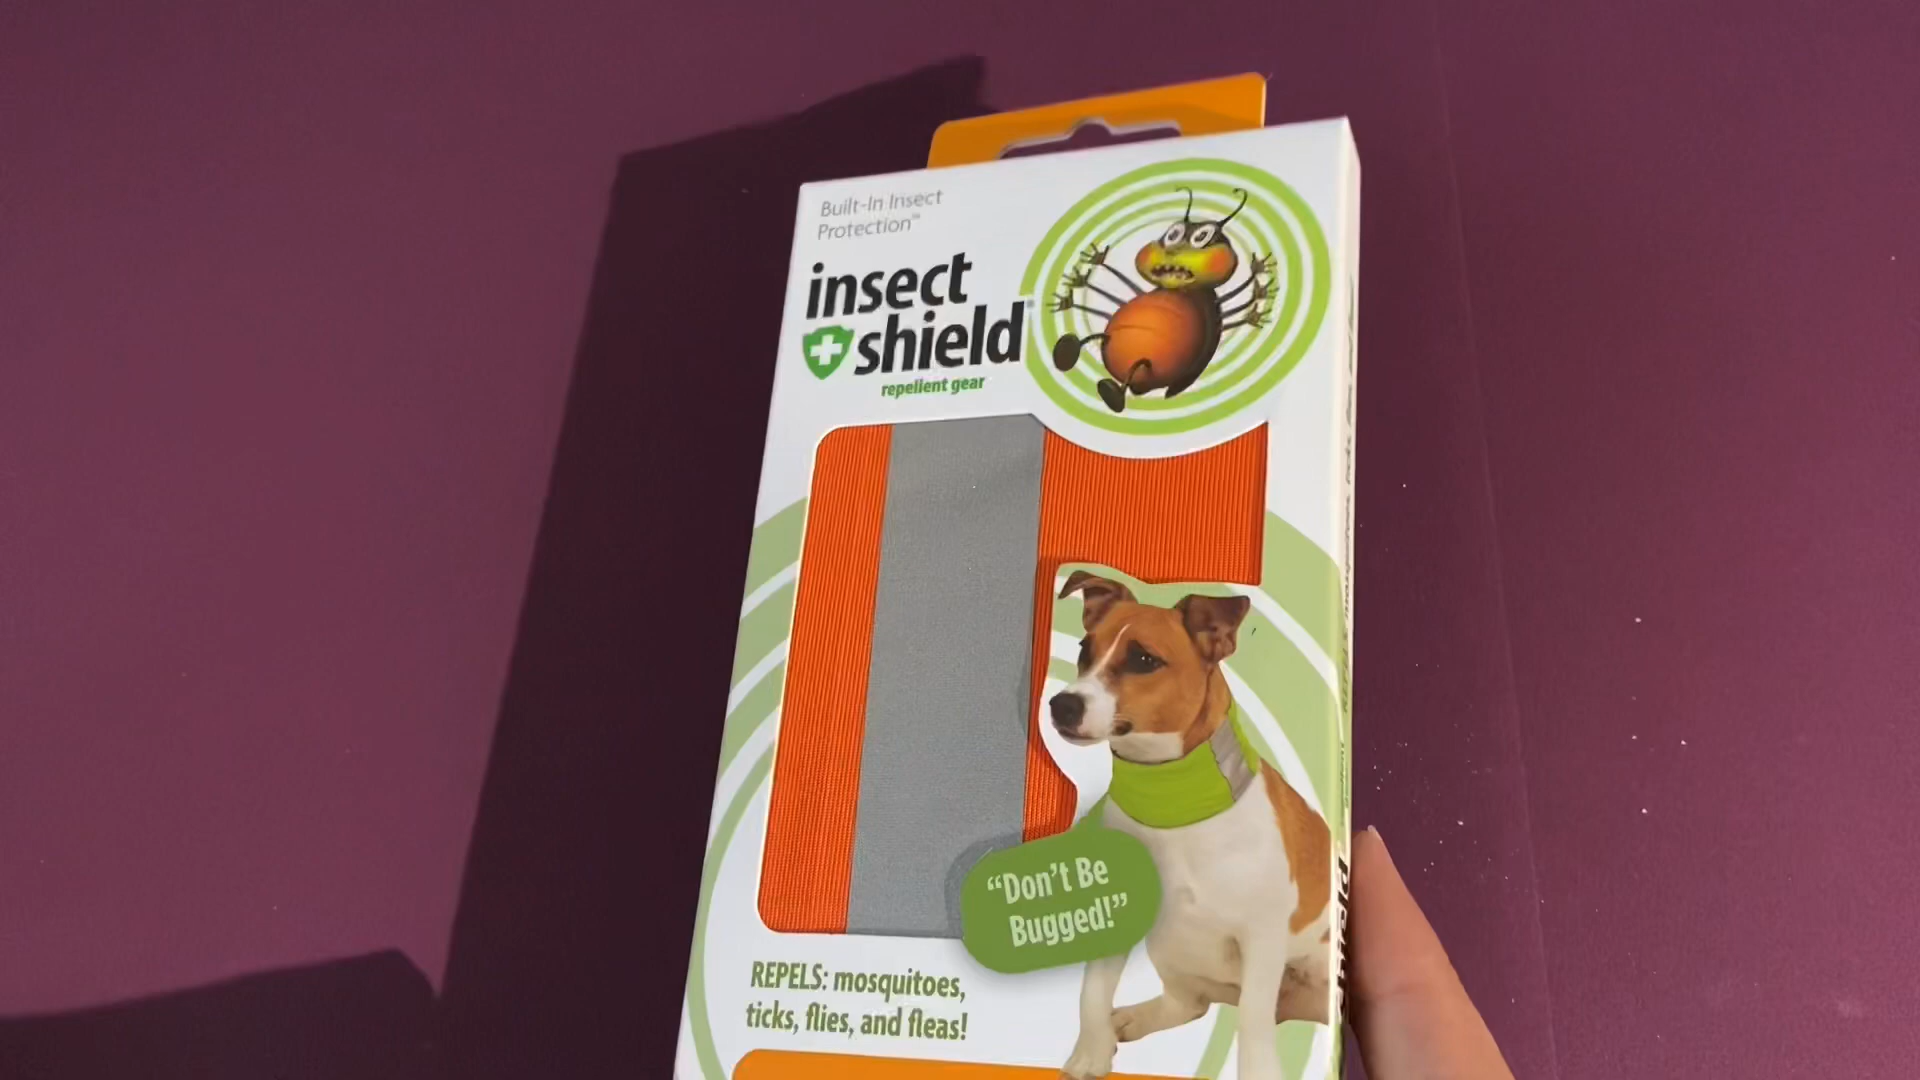 Built-In Insect
Protection™
insect
shield®
repellent gear
"Don't Be
Bugged!"
REPELS: mosquitoes,
ticks, flies, and fleas!